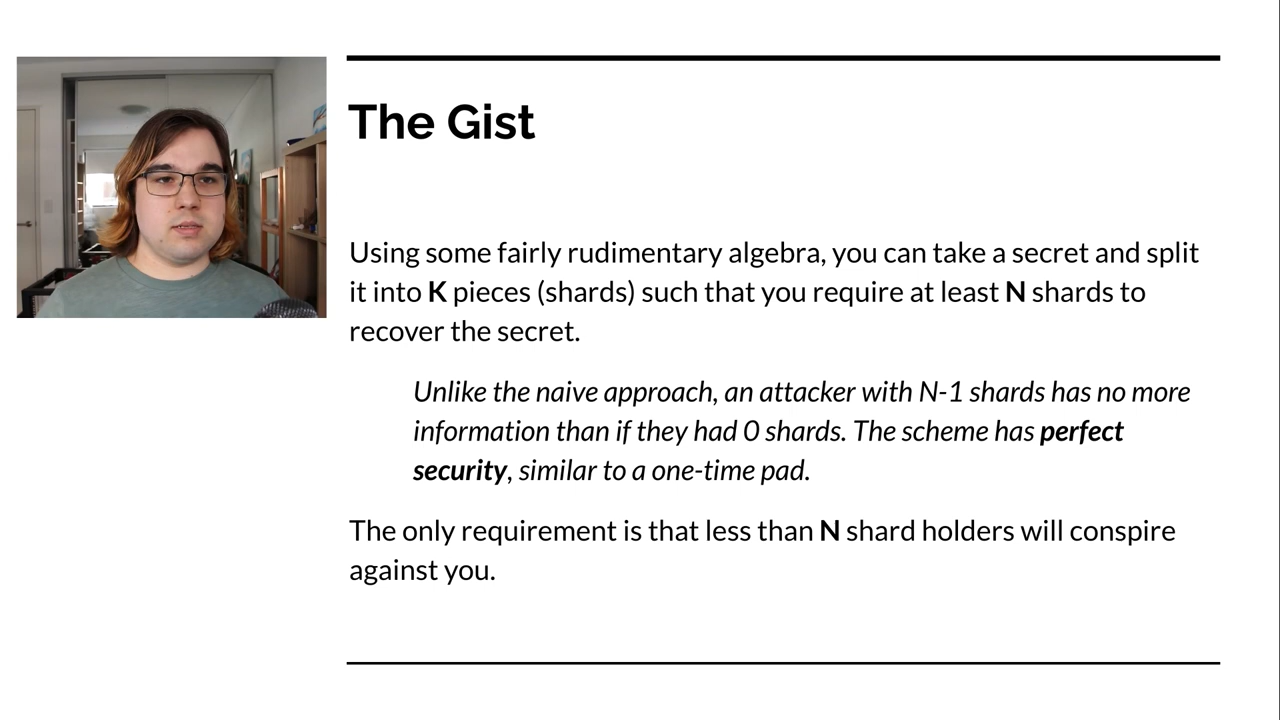 The Gist
Using some fairly rudimentary algebra, you can take a secret and split
it into K pieces (shards) such that you require at least N shards to
recover the secret.
Unlike the naive approach, an attacker with N-1 shards has no more
information than if they had 0 shards. The scheme has perfect
security, similar to a one-time pad.
The only requirement is that less than N shard holders will conspire
against you.